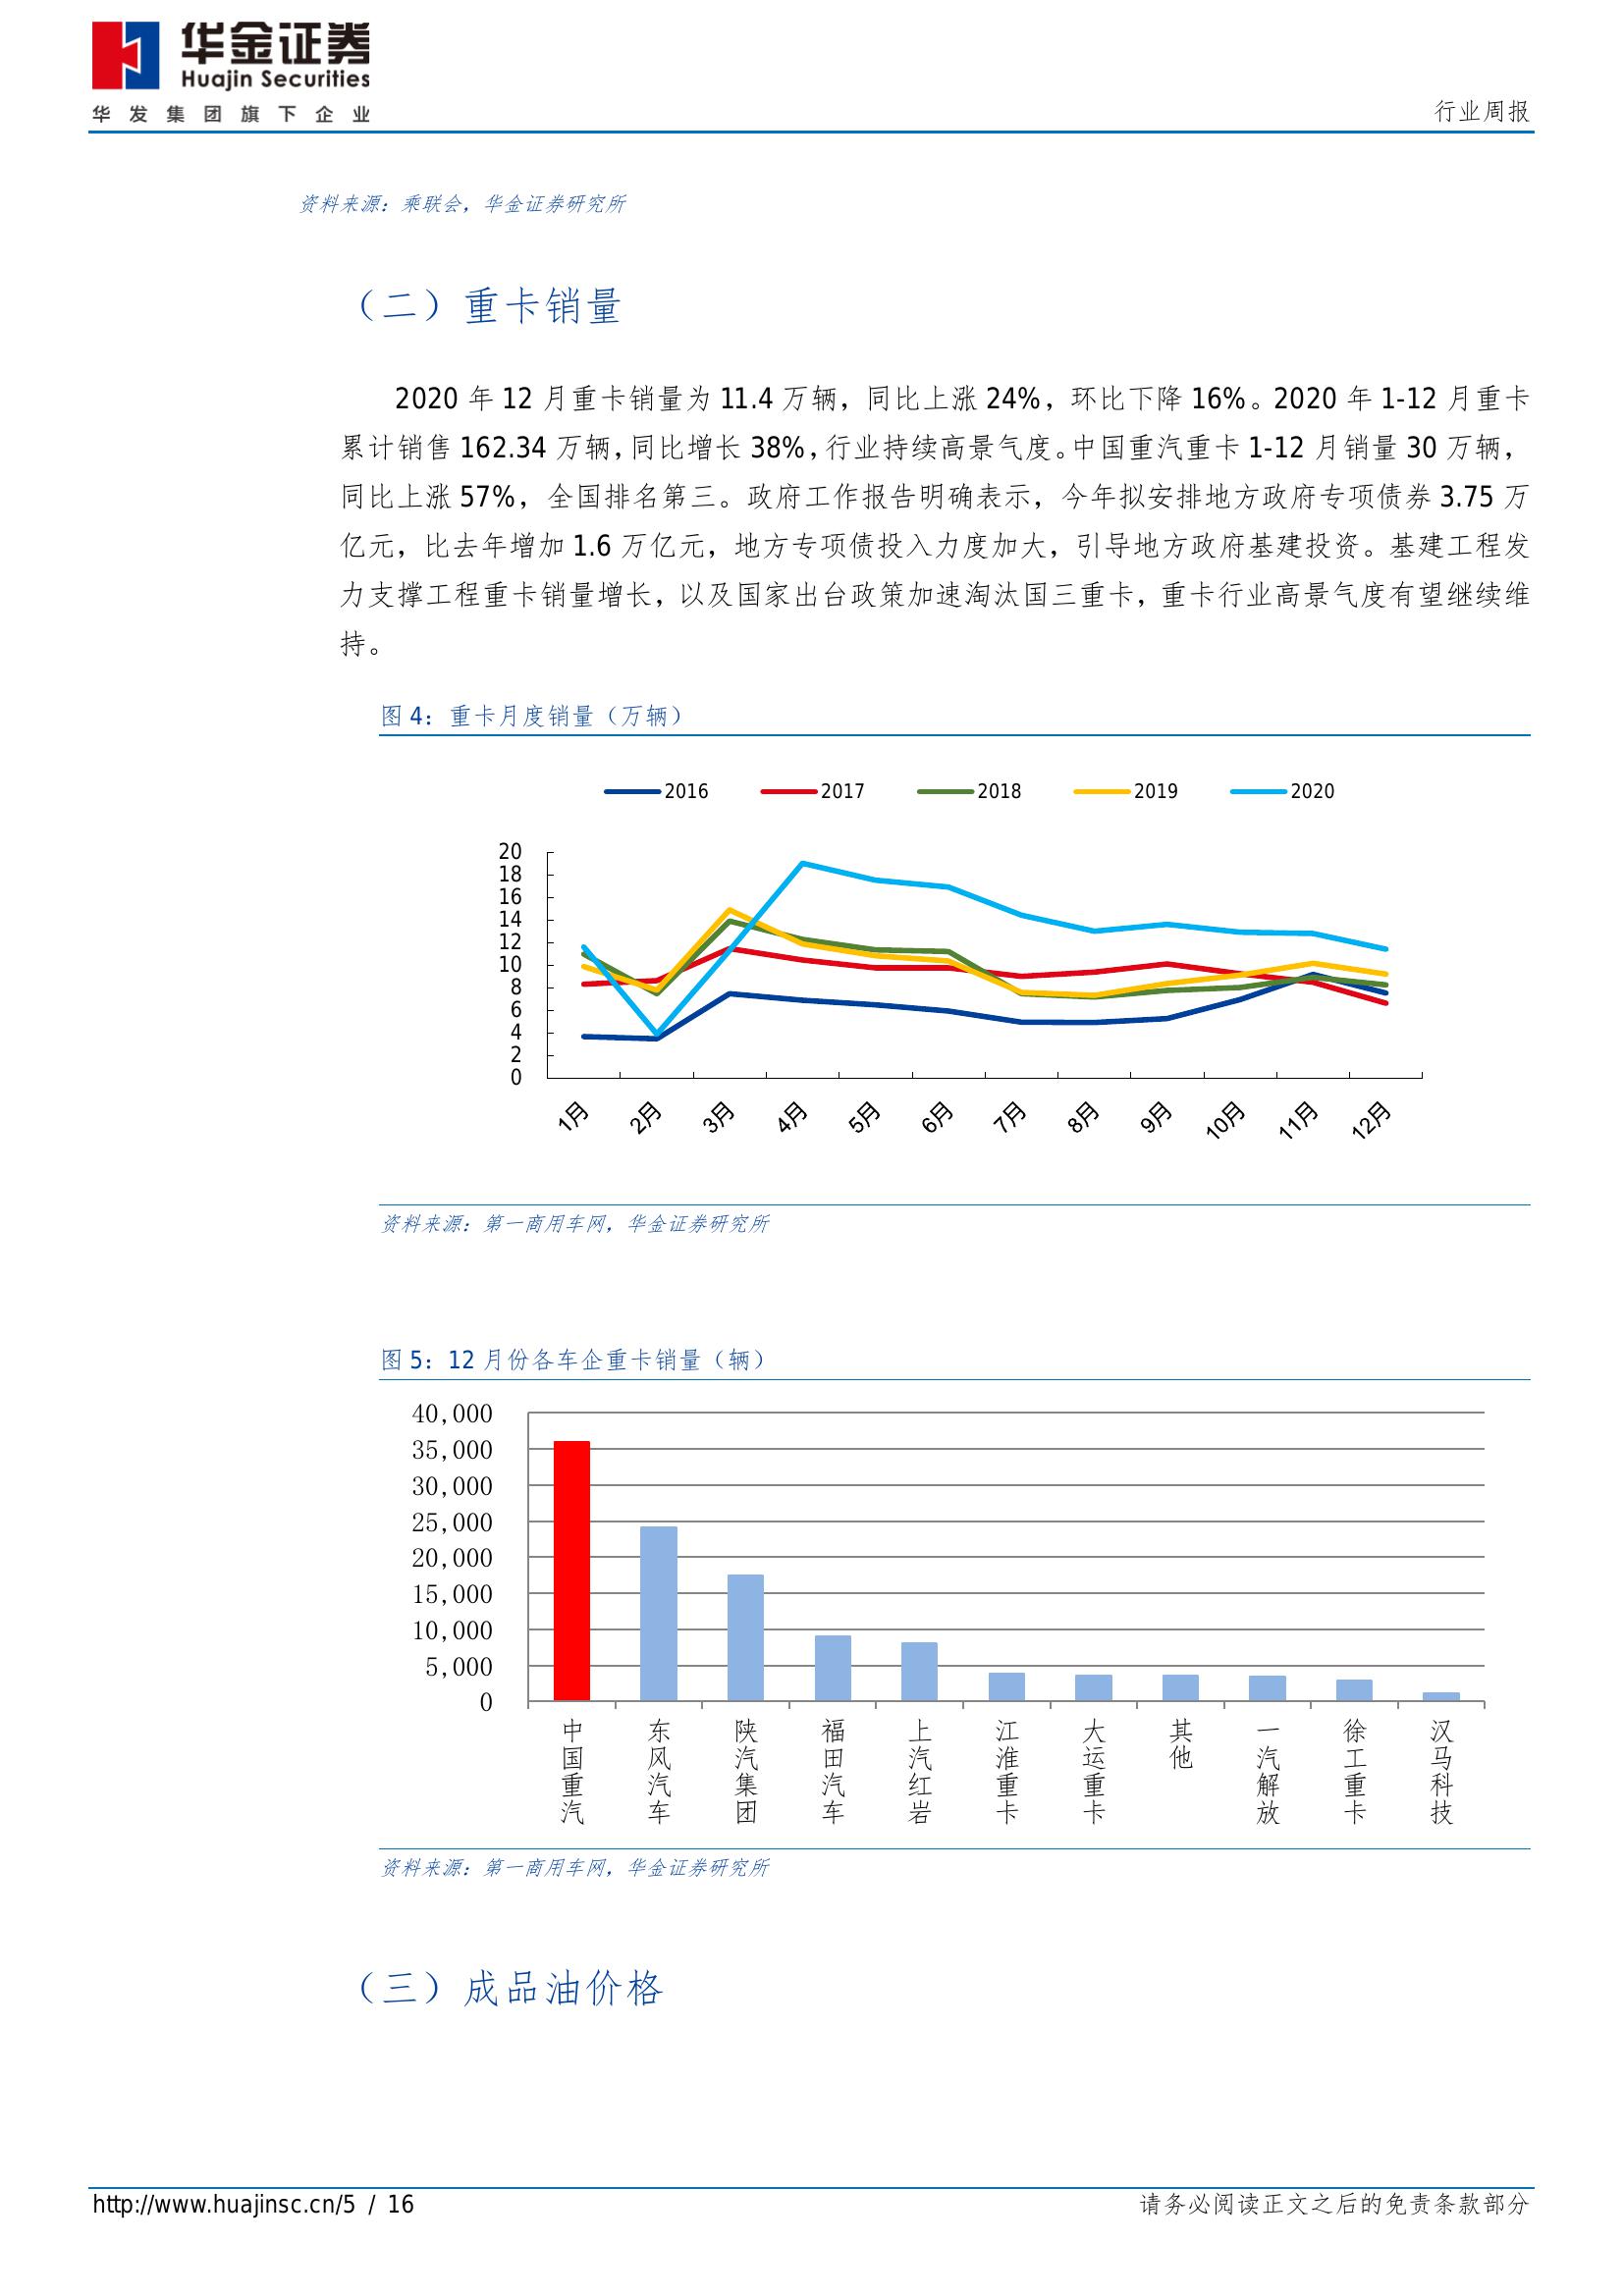 华金证券
Huajin Securities
华发集团旗下企业
行业周报
资料来源：乘联会，华金证券研究所
（二）重卡销量
2020 年 12 月重卡销量为 11.4 万辆，同比上涨 24%，环比下降 16%。2020 年 1-12 月重卡
累计销售 162.34 万辆，同比增长 38%，行业持续高景气度。中国重汽重卡 1-12 月销量 30 万辆，
同比上涨 57%，全国排名第三。政府工作报告明确表示，今年拟安排地方政府专项债券 3.75 万
亿元，比去年增加 1.6 万亿元，地方专项债投入力度加大，引导地方政府基建投资。基建工程发
力支撑工程重卡销量增长，以及国家出台政策加速淘汰国三重卡，重卡行业高景气度有望继续维
持。
图 4：重卡月度销量（万辆）
2016 2017 2018 2019 2020
20
18
16
14
12
10
8
6
4
2
0
1月 2月 3月 4月 5月 6月 7月 8月 9月 10月 11月 12月
资料来源：第一商用车网，华金证券研究所
图 5：12 月份各车企重卡销量（辆）
40,000
35,000
30,000
25,000
20,000
15,000
10,000
5,000
0
中国重汽 东风汽车 陕汽集团 福田汽车 上汽红岩 江淮重卡 大运重卡 其他 一汽解放 徐工重卡 汉马科技
资料来源：第一商用车网，华金证券研究所
（三）成品油价格
http://www.huajinsc.cn/5 / 16
请务必阅读正文之后的免责条款部分